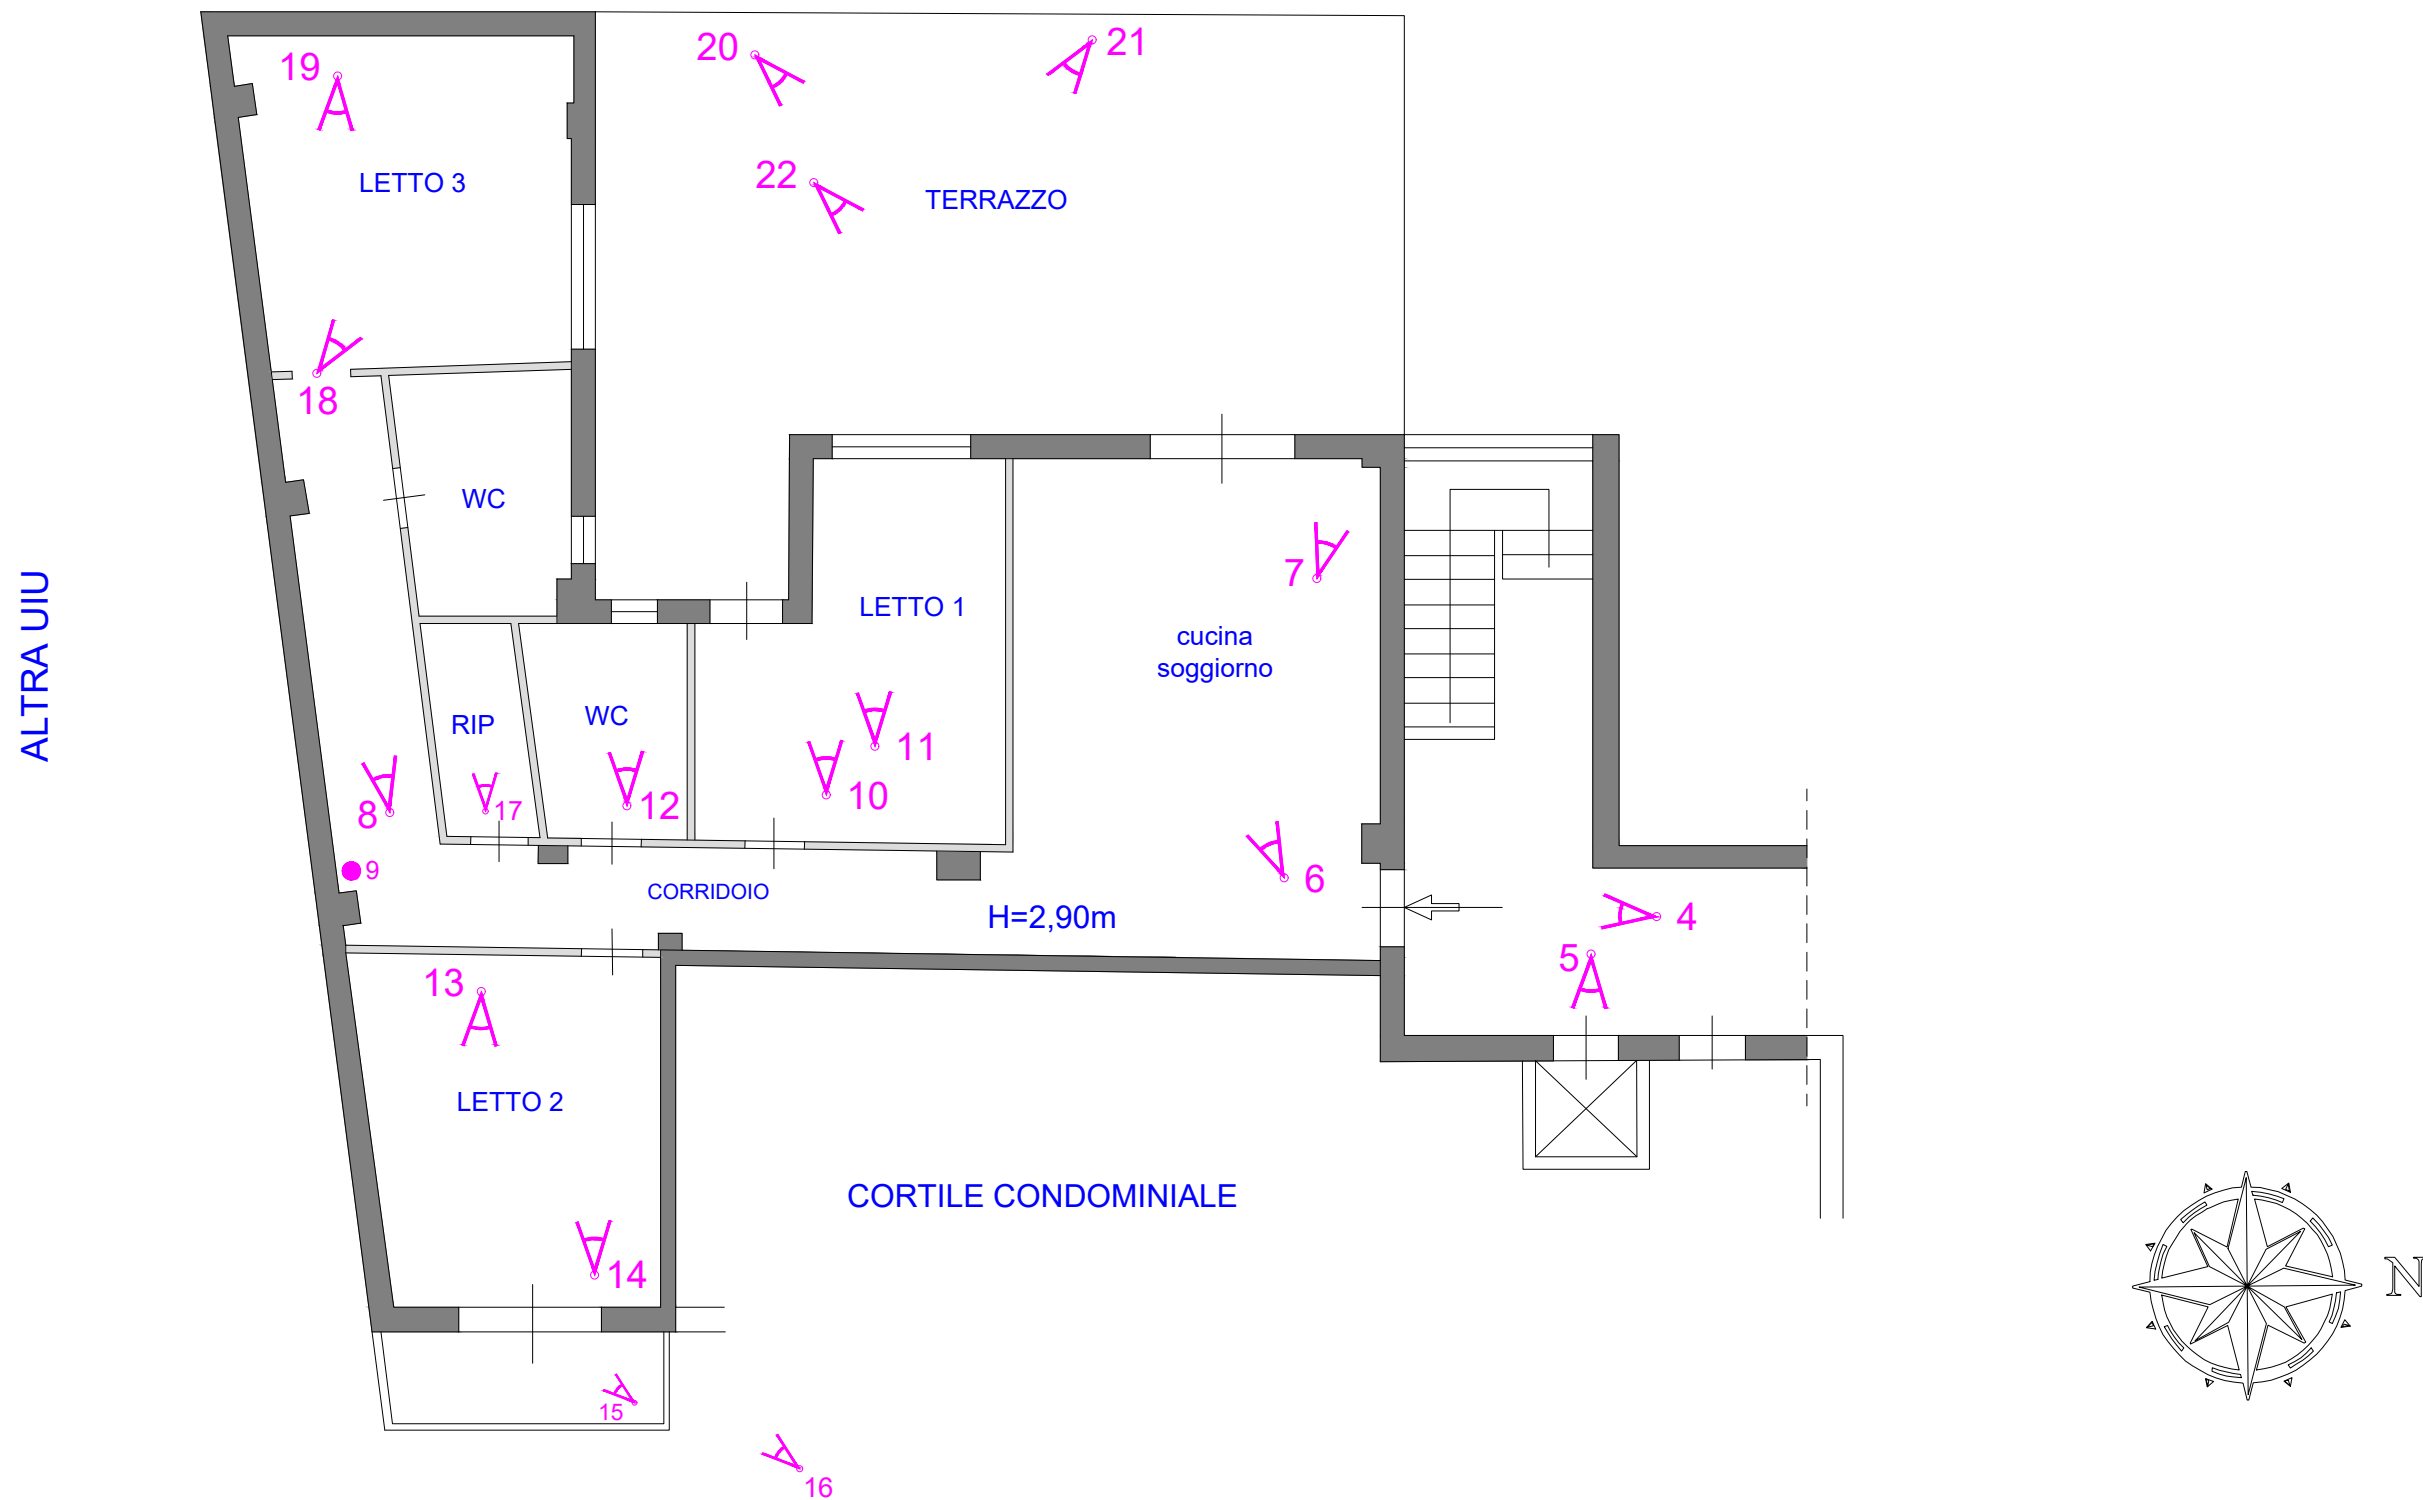 20
21
19
22
LETTO 3
TERRAZZO
18
WC
7
LETTO 1
cucina
soggiorno
ALTRA UIU
RIP
WC
11
10
12
17
8
9
6
CORRIDOIO
H=2,90m
4
5
13
LETTO 2
CORTILE CONDOMINIALE
14
N
15
16